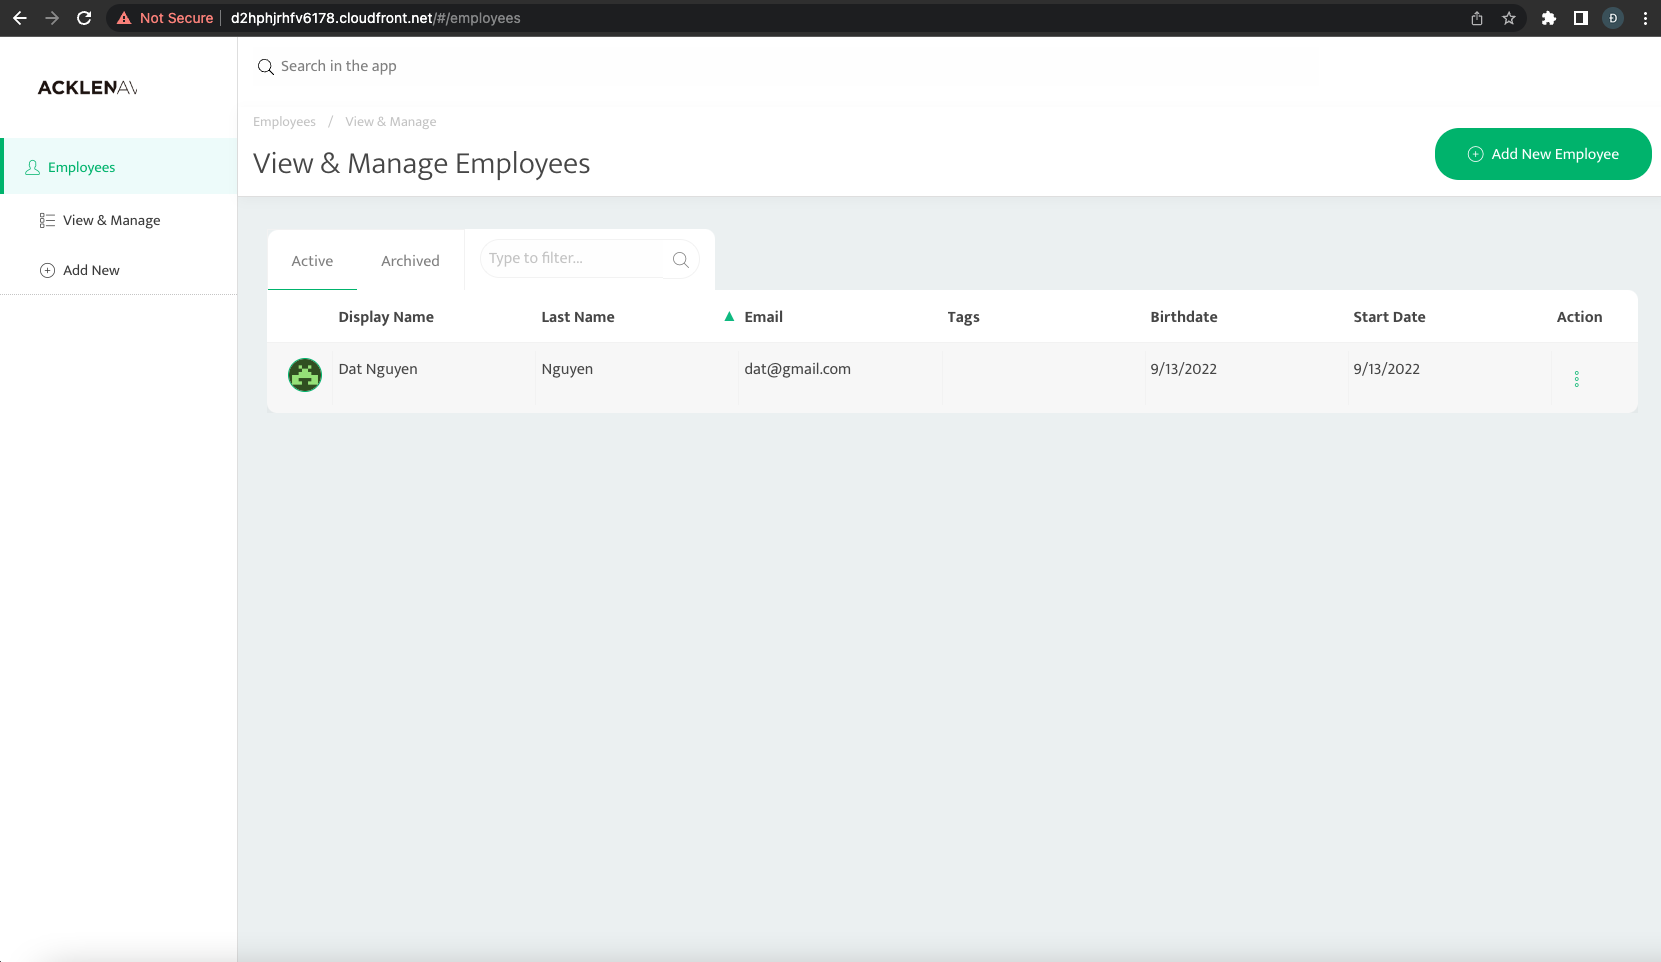 Not Secure d2hphjrhfv6178.cloudfront.net/#/employees Đ
ACKLENAV
Search in the app
Employees / View & Manage
View & Manage Employees
Add New Employee
Employees
View & Manage
Add New
Active Archived Type to filter...
Display Name Last Name Email Tags Birthdate Start Date Action
Dat Nguyen Nguyen dat@gmail.com 9/13/2022 9/13/2022